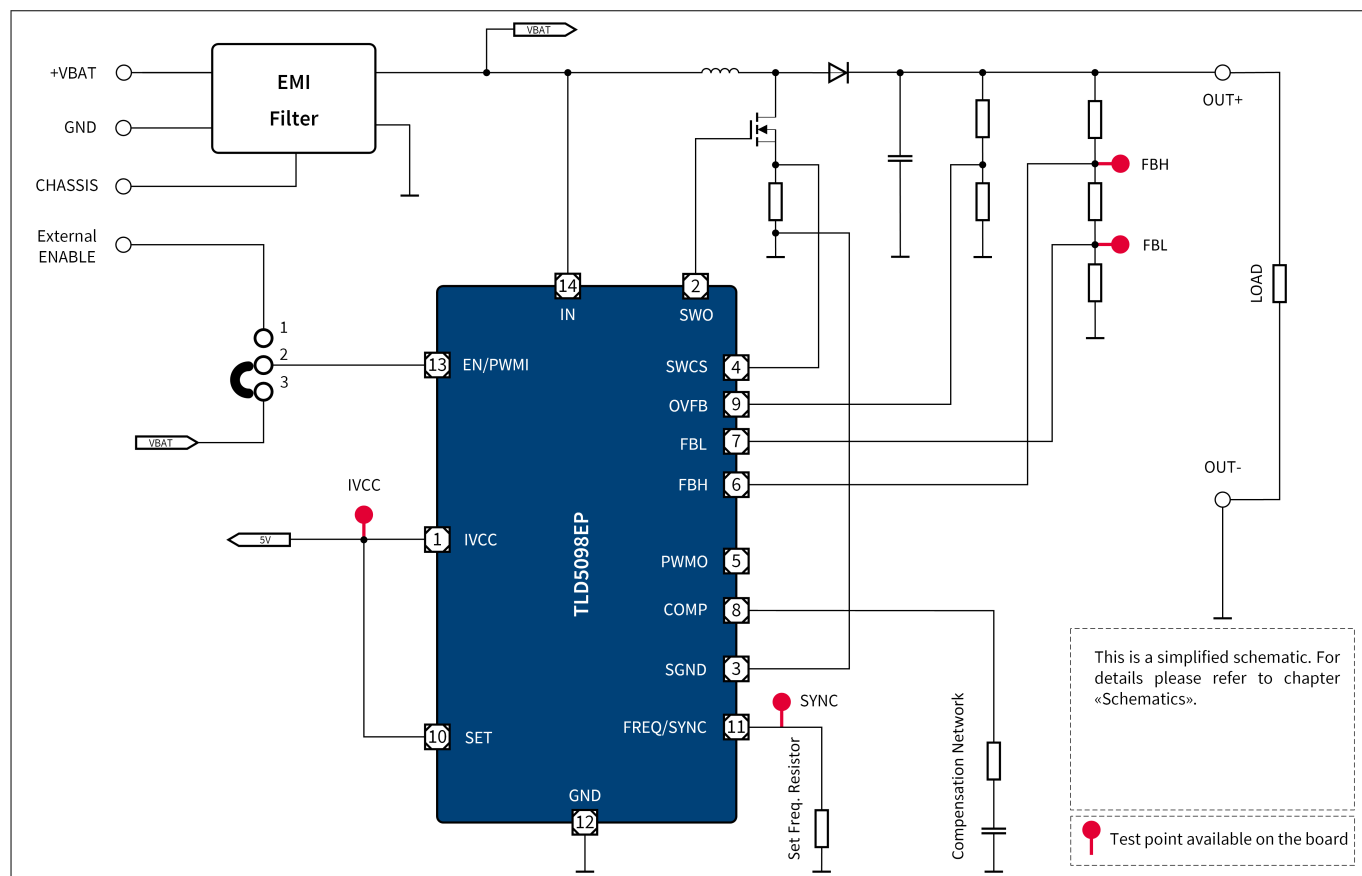 VBAT
+VBAT
EMI
Filter
GND
CHASSIS
External
ENABLE
OUT+
FBH
FBL
LOAD
14
IN
2
SWO
1
2
3
13
EN/PWMI
SWCS
4
OVFB
9
FBL
7
FBH
6
VBAT
IVCC
5V
1
IVCC
TLD5098EP
PWMO
5
COMP
8
SGND
3
SYNC
FREQ/SYNC
11
10
SET
GND
12
OUT-
Set Freq. Resistor
Compensation Network
This is a simplified schematic. For
details please refer to chapter
«Schematics».
Test point available on the board